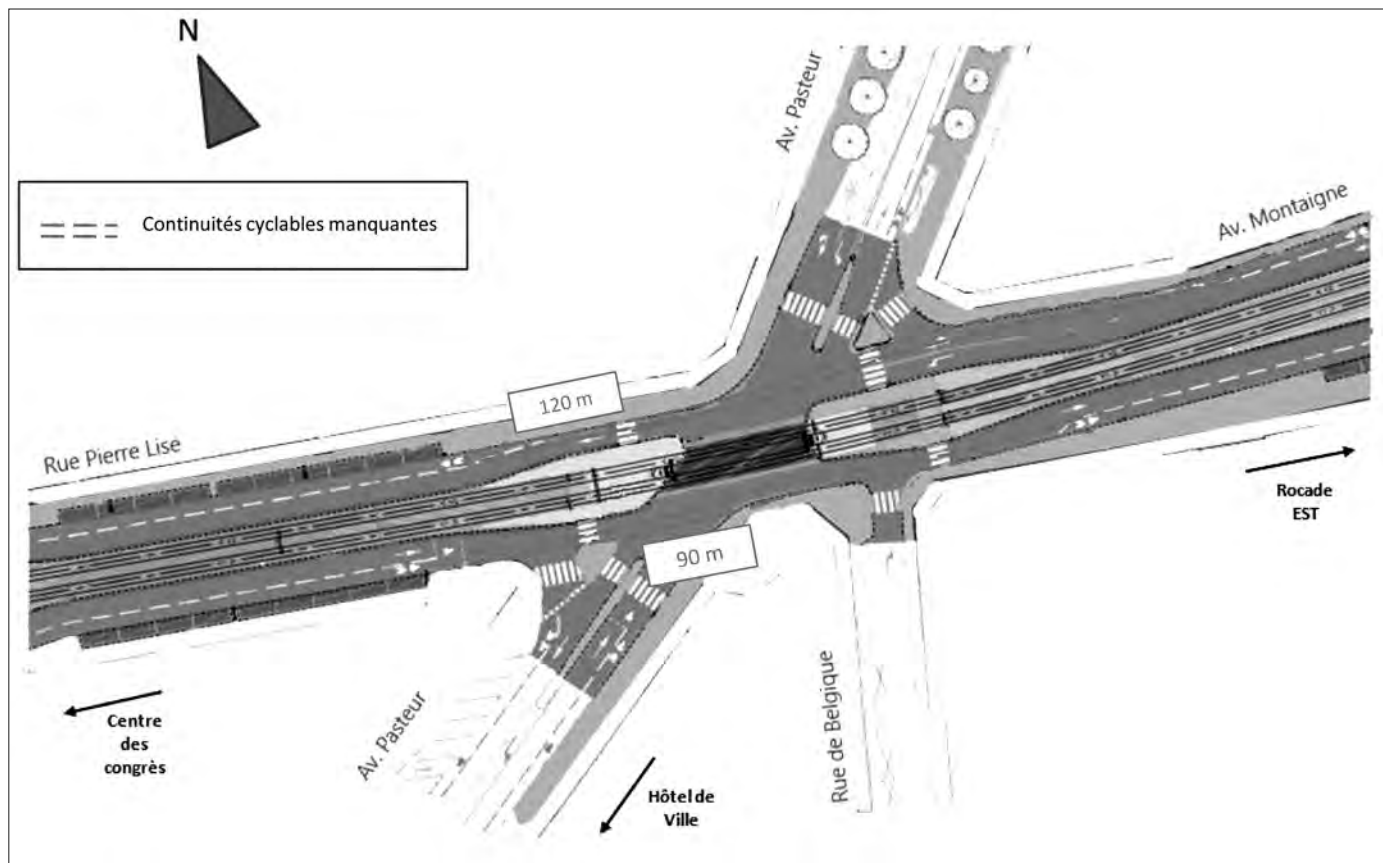 N
Continuités cyclables manquantes
Av. Pasteur
Av. Montaigne
120 m
Rue Pierre Lise
Rocade
EST
90 m
Centre
des
congrès
Av. Pasteur
Hôtel de
Ville
Rue de Belgique